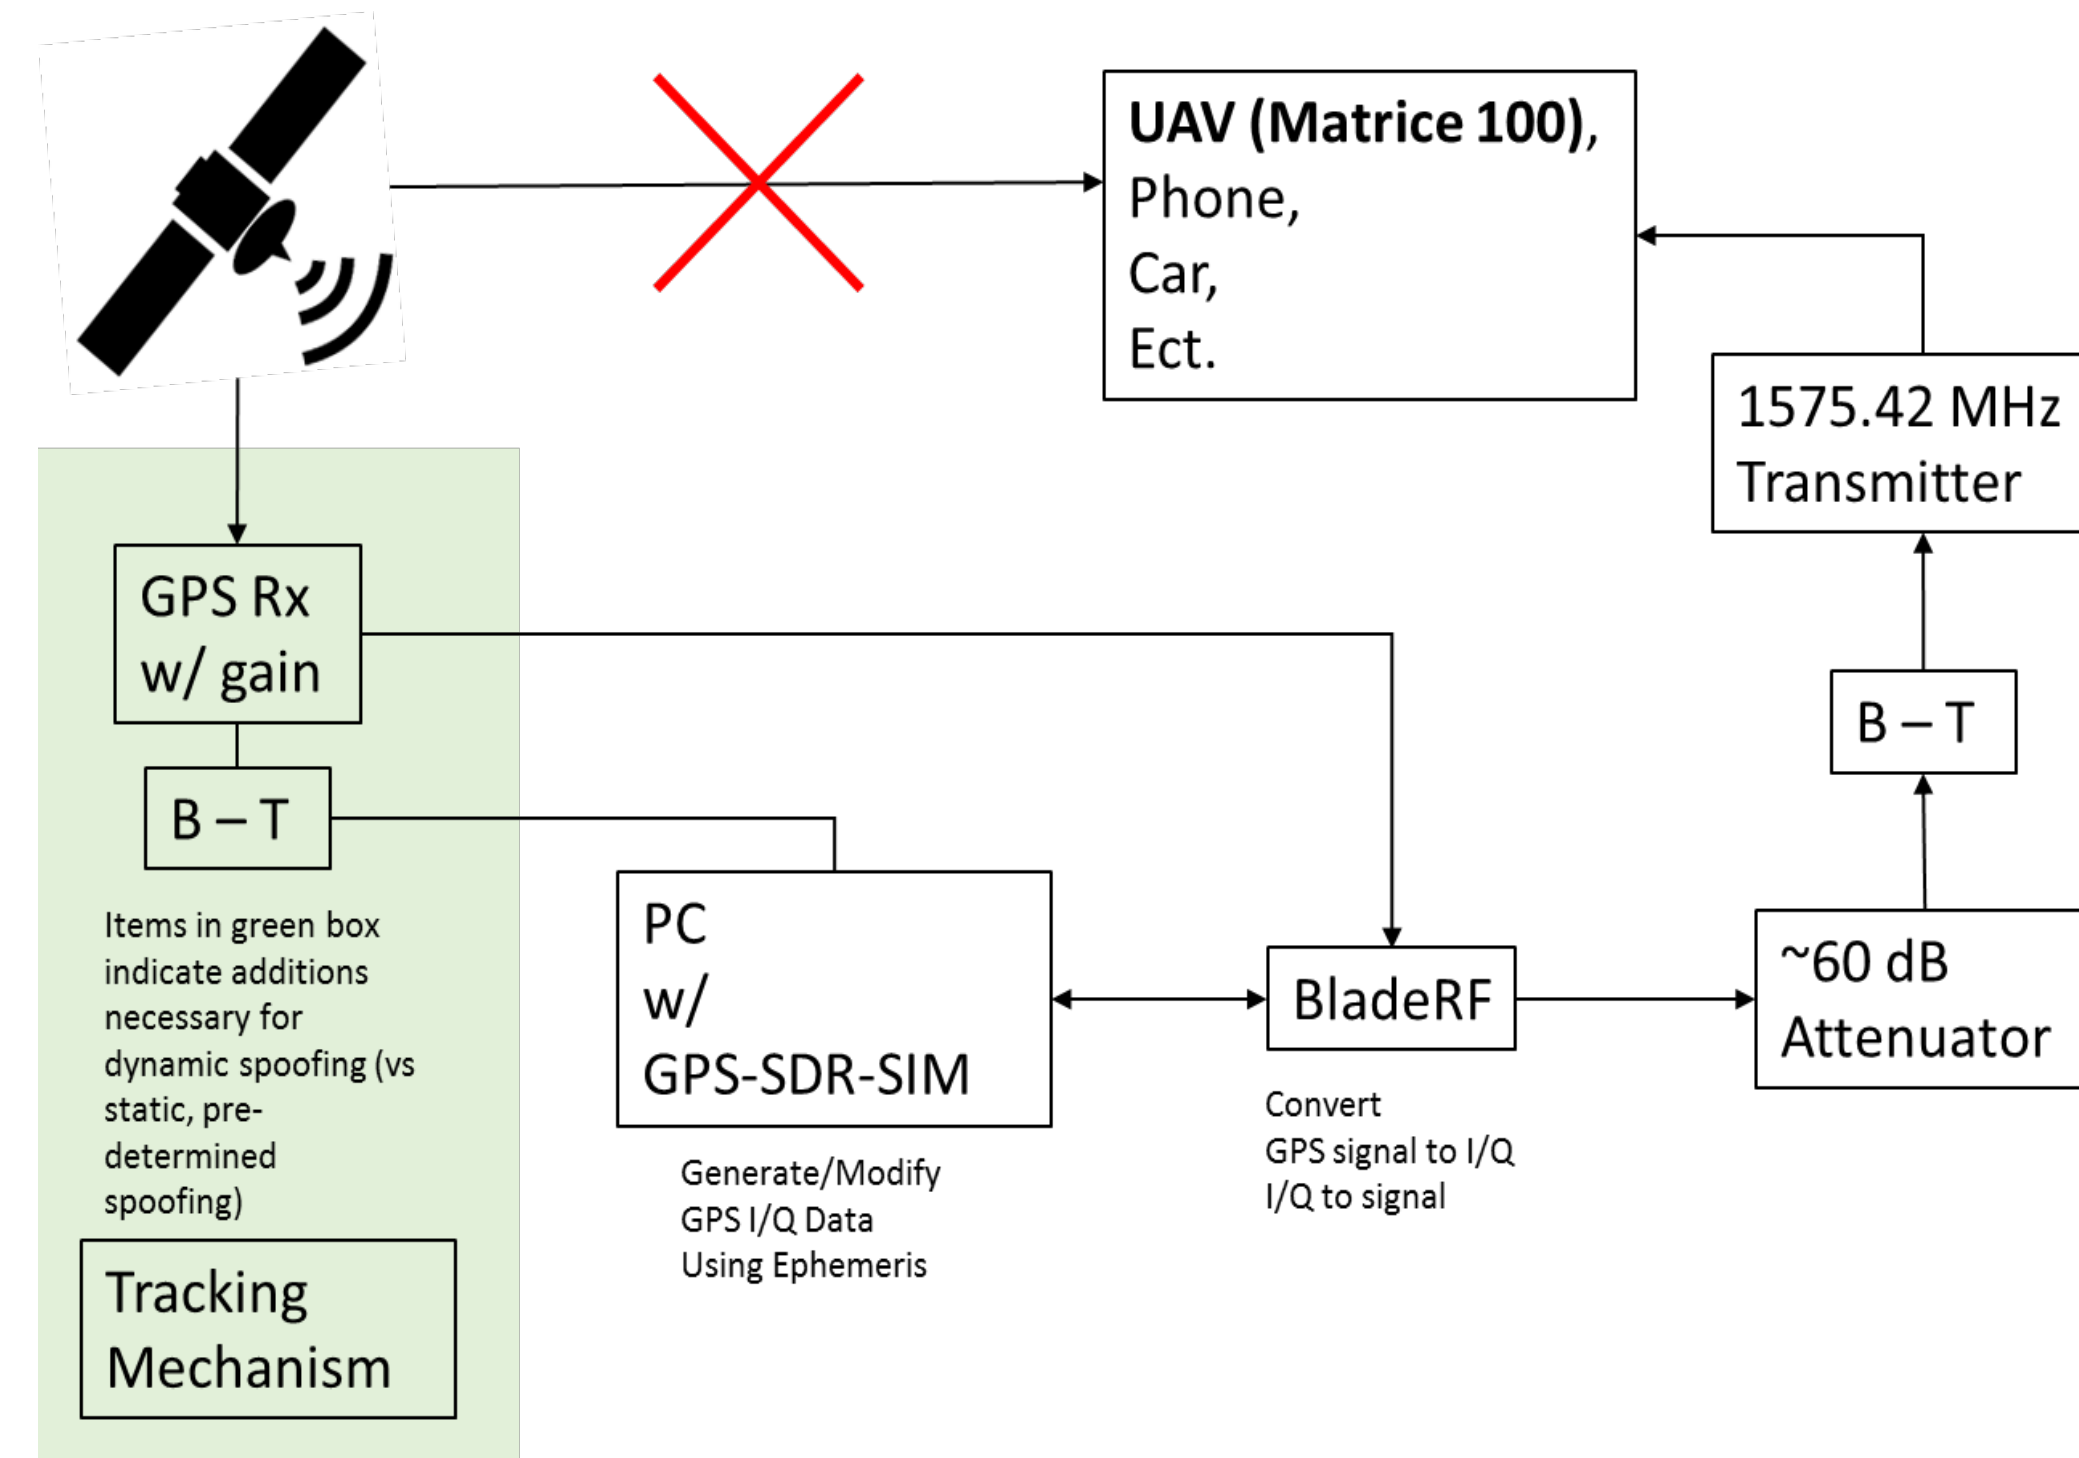 UAV (Matrice 100),
Phone,
Car,
Ect.
1575.42 MHz
Transmitter
GPS Rx
w/ gain
B – T
B – T
Items in green box
indicate additions
necessary for
dynamic spoofing (vs
static, pre-
determined
spoofing)
Tracking
Mechanism
PC
w/
GPS-SDR-SIM
Generate/Modify
GPS I/Q Data
Using Ephemeris
BladeRF
Convert
GPS signal to I/Q
I/Q to signal
~60 dB
Attenuator